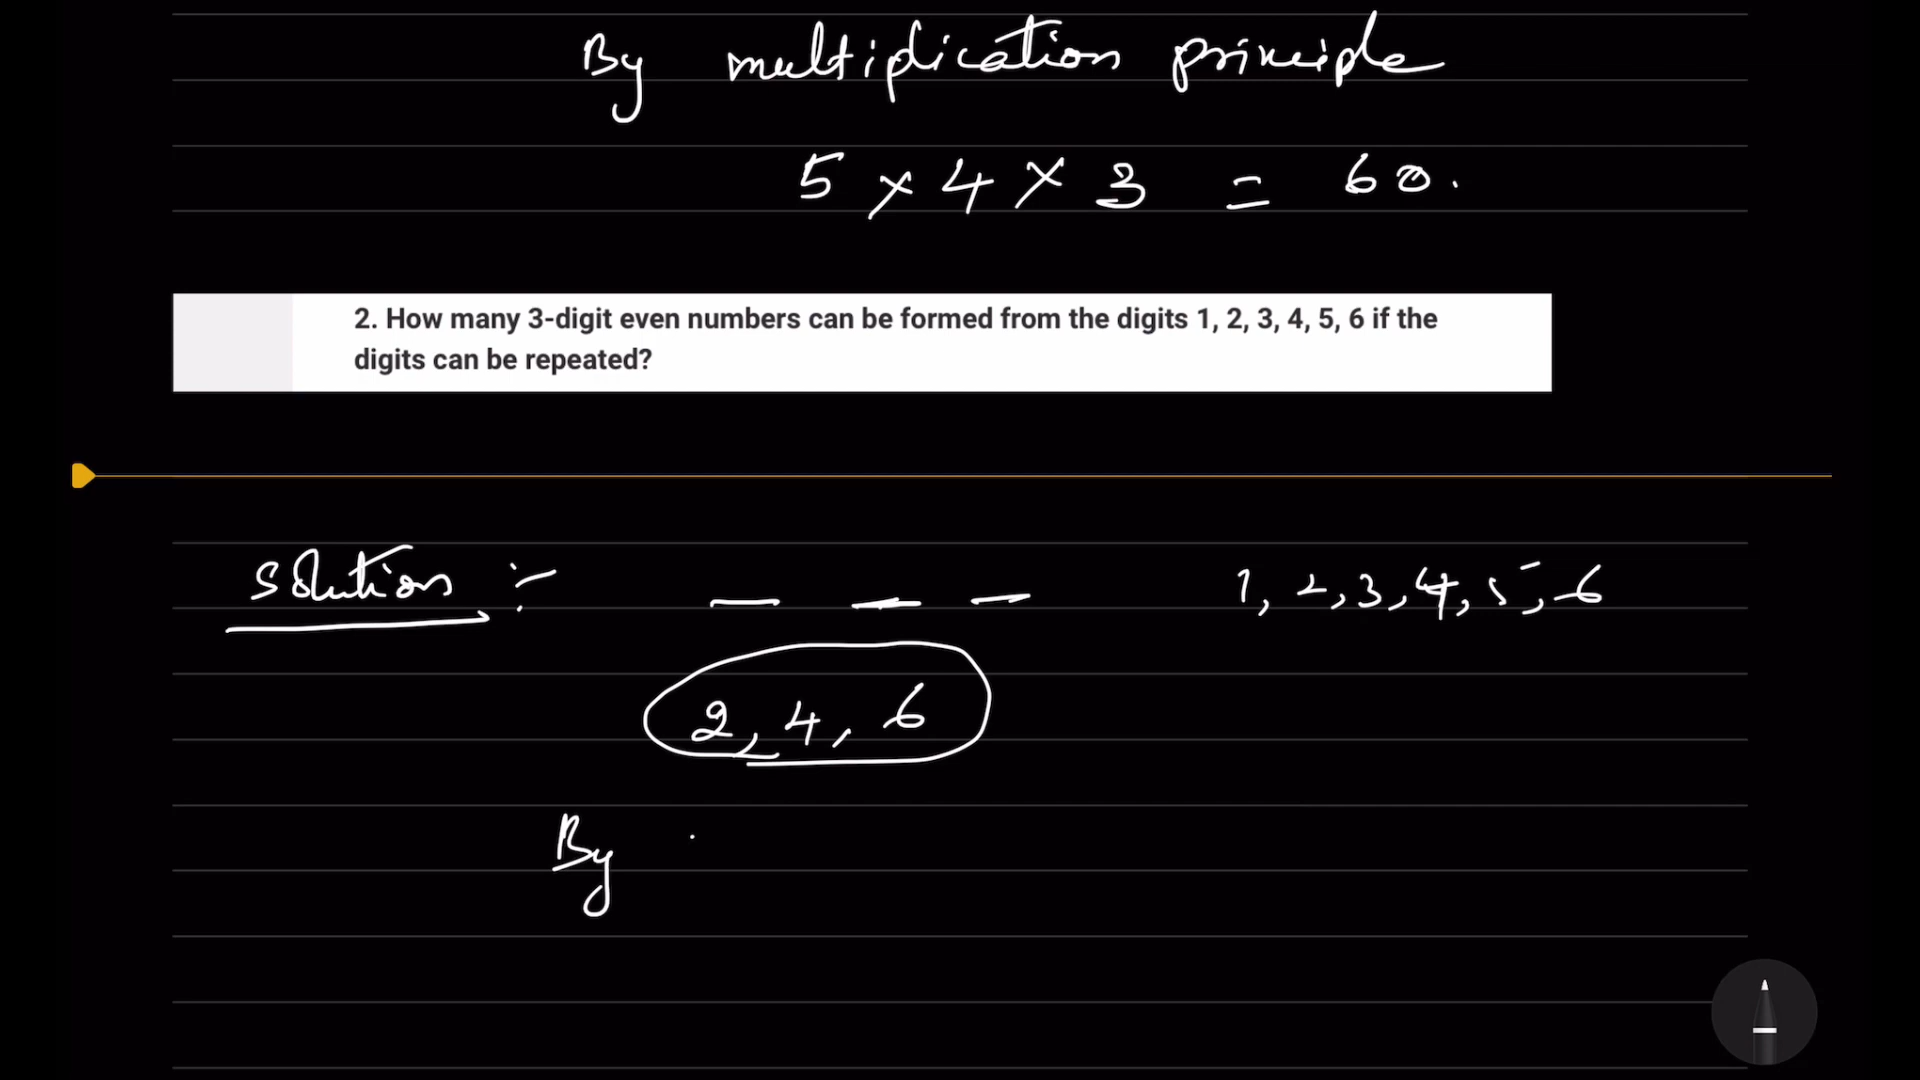 By multiplication principle
5 × 4 × 3 = 60.
2. How many 3-digit even numbers can be formed from the digits 1, 2, 3, 4, 5, 6 if the
digits can be repeated?
Solution :- _ _ _ 1, 2, 3, 4, 5, 6
2, 4, 6
By